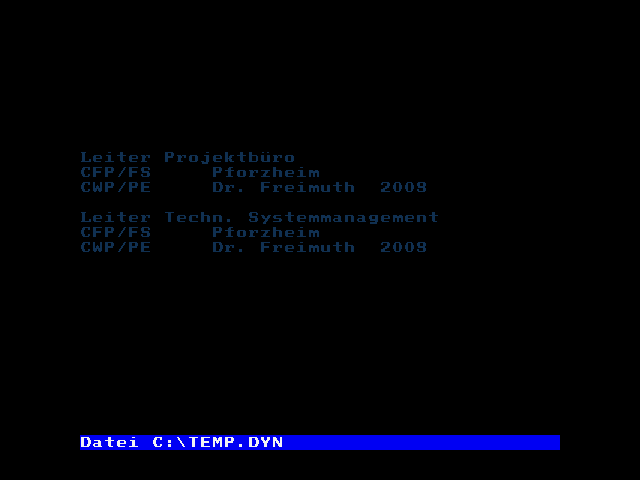 Leiter Projektbüro
CFP/FS     Pforzheim
CWP/PE     Dr. Freimuth  2008
Leiter Techn. Systemmanagement
CFP/FS     Pforzheim
CWP/PE     Dr. Freimuth  2008
Datei C:\TEMP.DYN